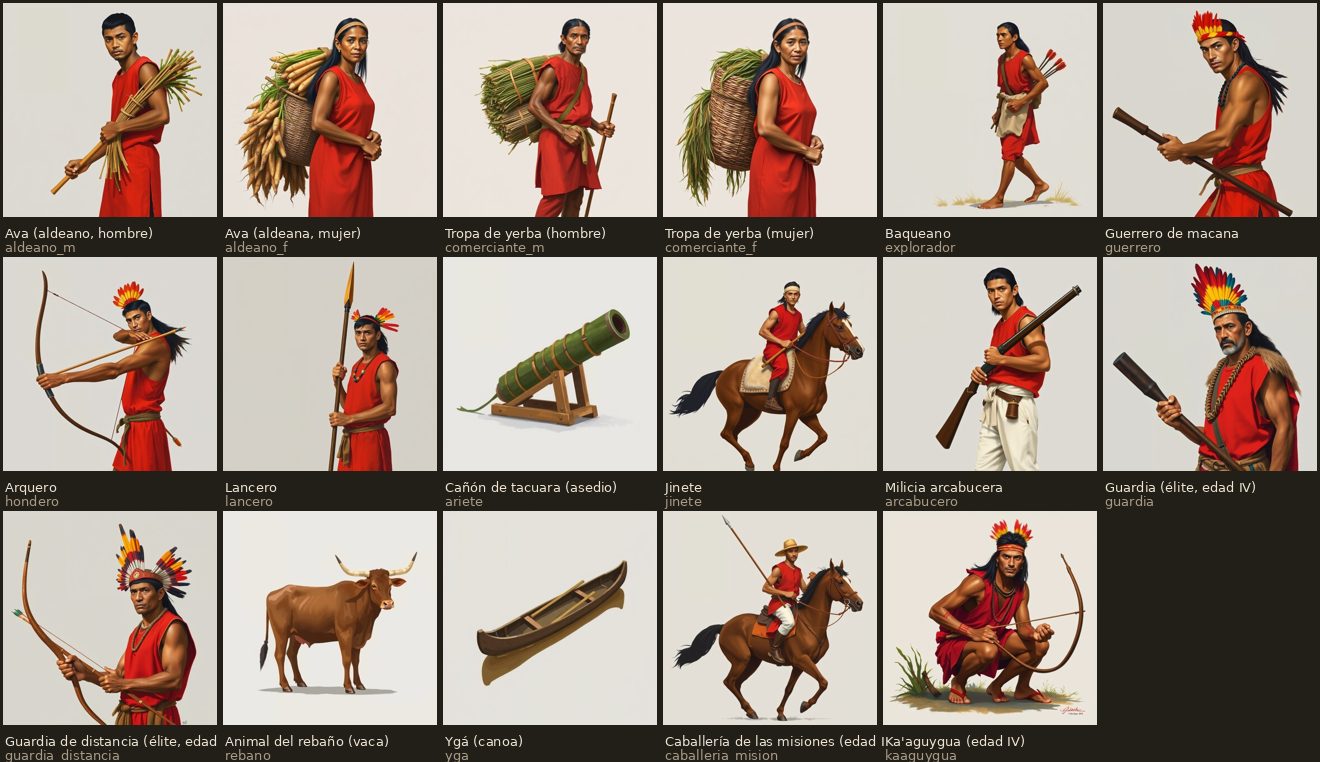 Ava (aldeano, hombre)
aldeano_m
Ava (aldeana, mujer)
aldeano_f
Tropa de yerba (hombre)
comerciante_m
Tropa de yerba (mujer)
comerciante_f
Baqueano
explorador
Guerrero de macana
guerrero
Arquero
hondero
Lancero
lancero
Cañón de tacuara (asedio)
ariete
Jinete
jinete
Milicia arcabucera
arcabucero
Guardia (élite, edad IV)
guardia
Guardia de distancia (élite, edad
guardia_distancia
Animal del rebaño (vaca)
rebano
Ygá (canoa)
yga
Caballería de las misiones (edad I
caballeria_mision
Ka'aguygua (edad IV)
kaaguygua